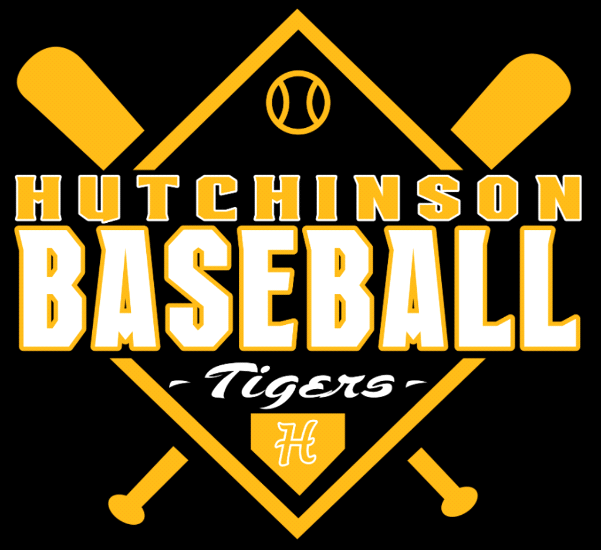 HUTCHINSON
BASEBALL
- Tigers -
H